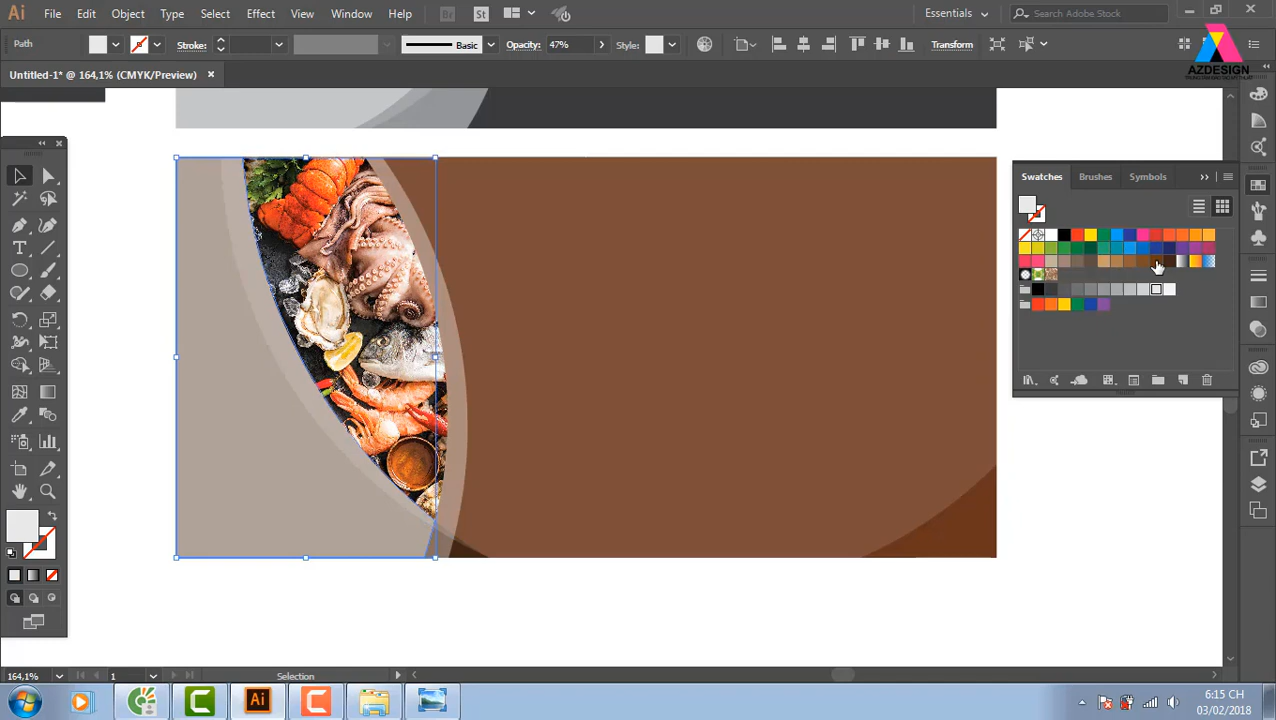 Ai File Edit Object Type Select Effect View Window Help Br St Essentials Search Adobe Stock
Path Stroke: Basic Opacity: 47% Style: Transform
Untitled-1* @ 164,1% (CMYK/Preview)
AZDESIGN
Swatches Brushes Symbols
164,1% 1 Selection
Ai
6:15 CH
03/02/2018